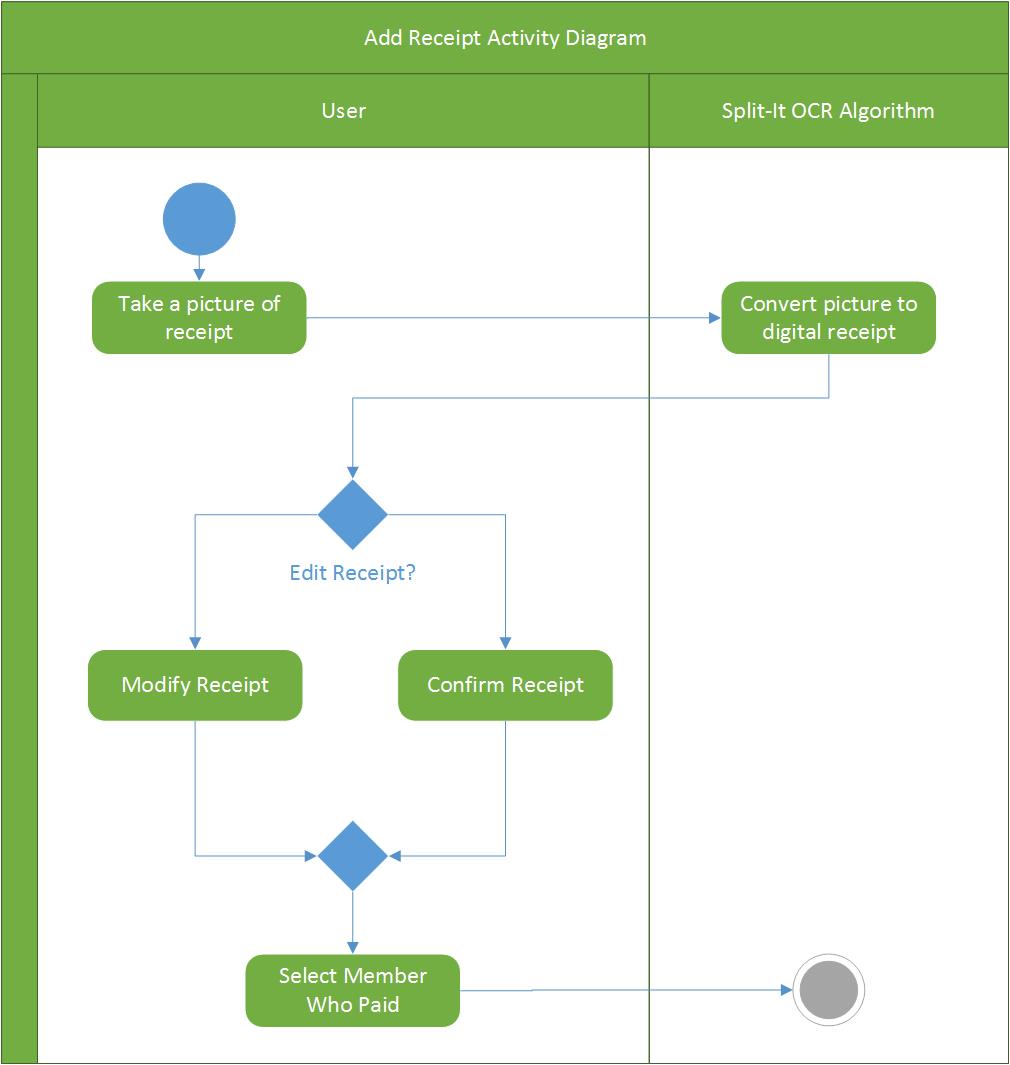 Add Receipt Activity Diagram
User
Split-It OCR Algorithm
Take a picture of
receipt
Convert picture to
digital receipt
Edit Receipt?
Modify Receipt
Confirm Receipt
Select Member
Who Paid